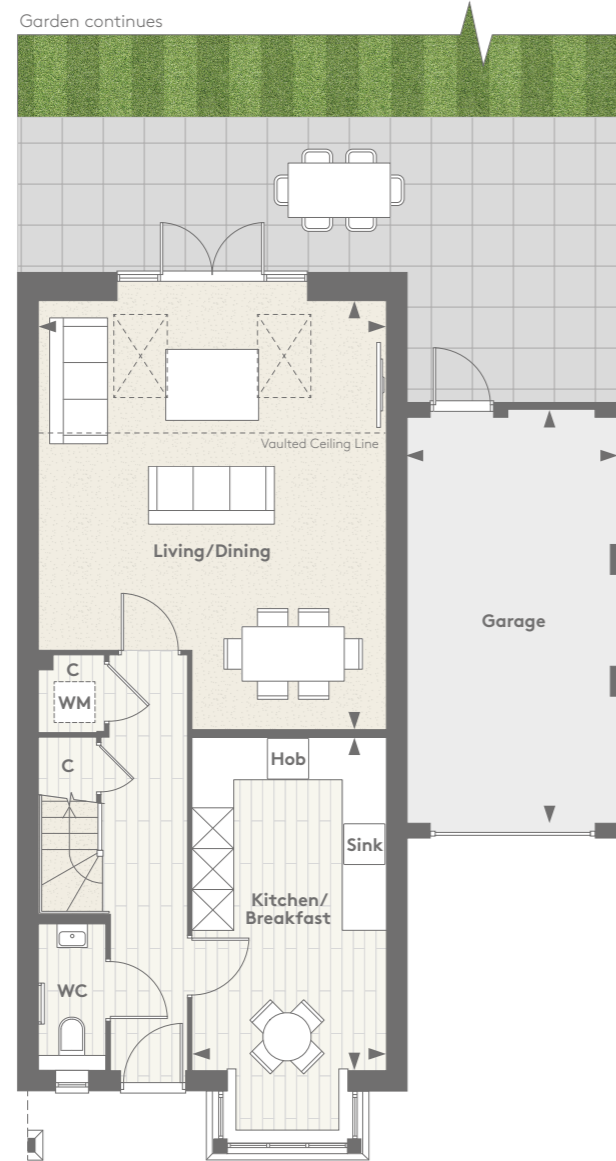 Garden continues
Vaulted Ceiling Line
Living/Dining
Garage
C
WM
C
Hob
Sink
Kitchen/
Breakfast
WC